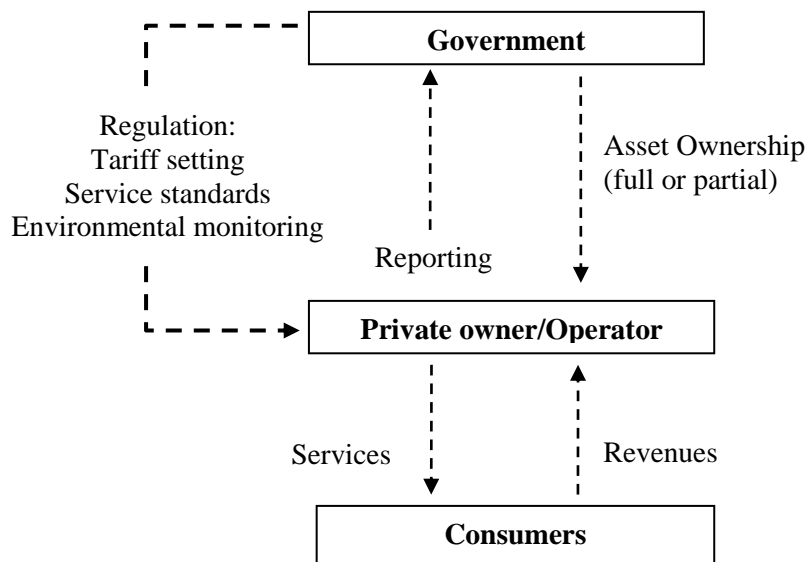 Government
Regulation:
Tariff setting
Service standards
Environmental monitoring
Asset Ownership
(full or partial)
Reporting
Private owner/Operator
Services
Revenues
Consumers